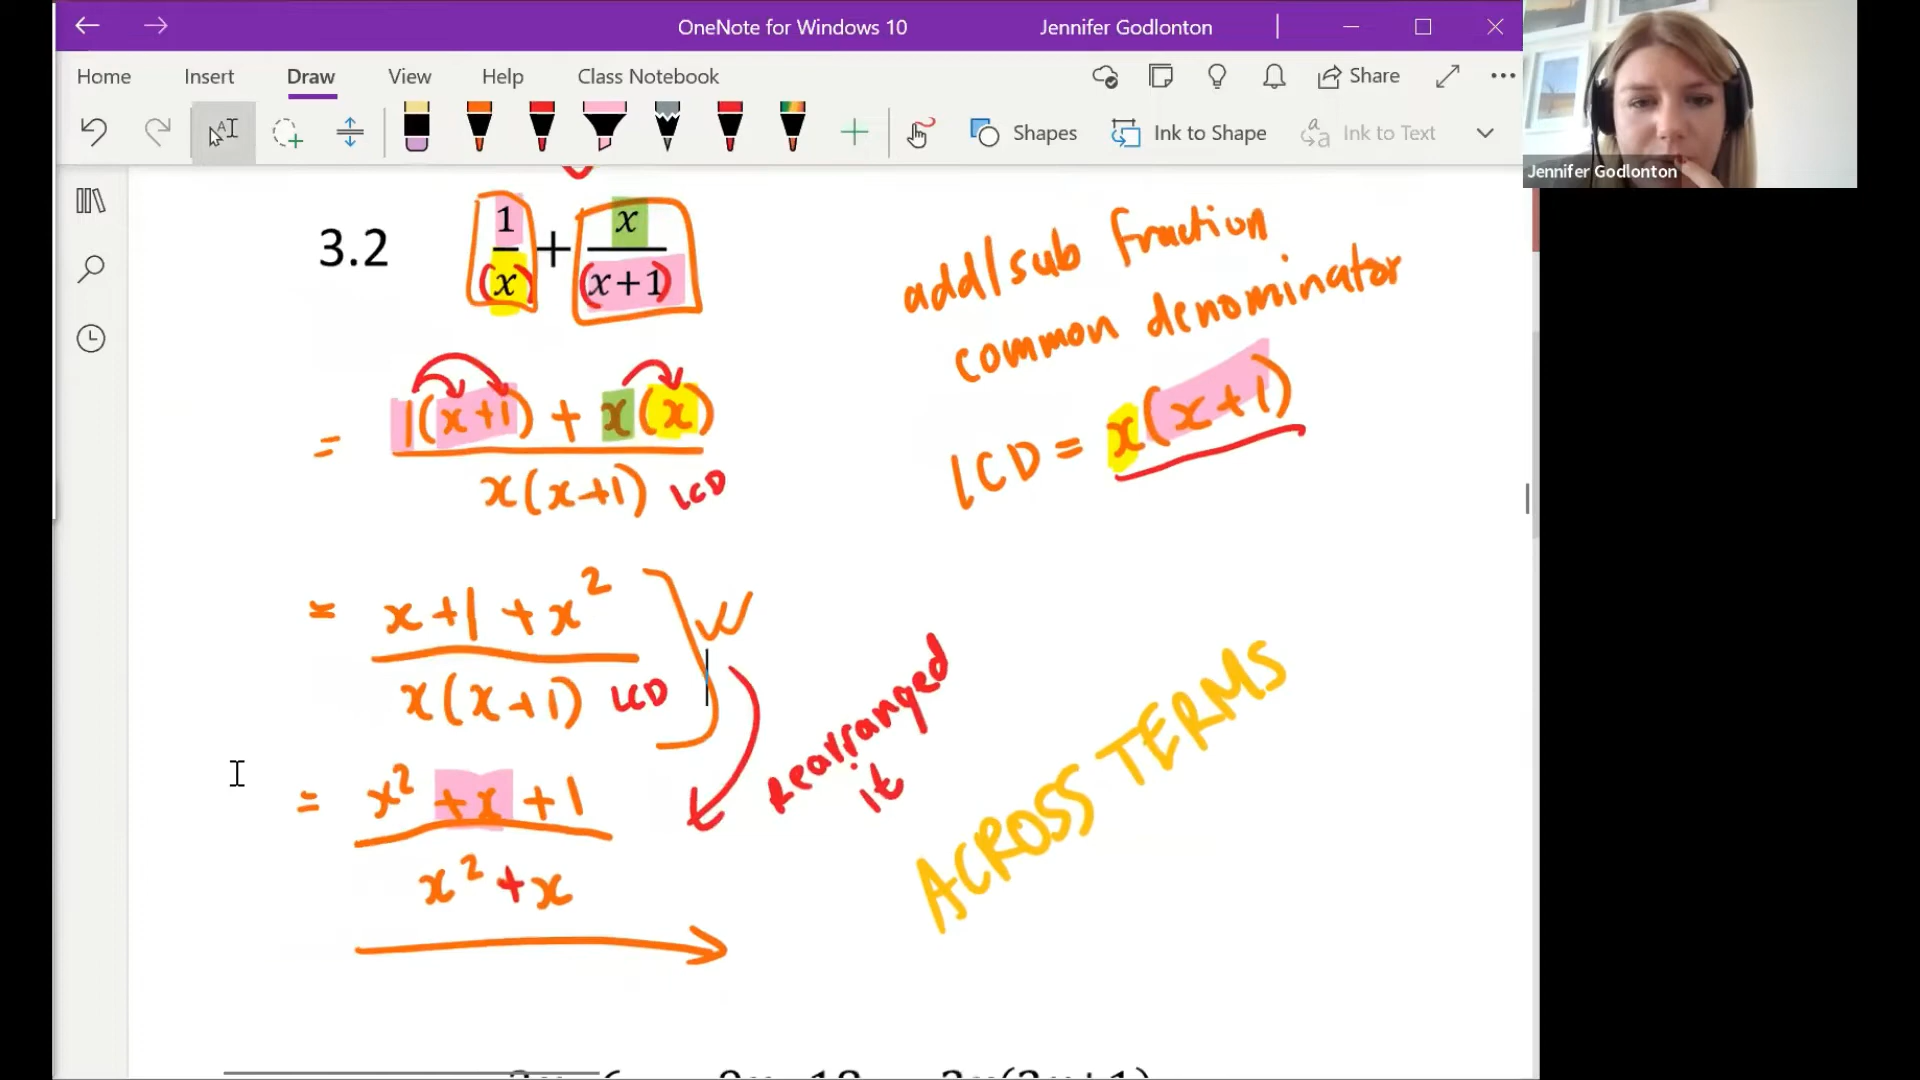 OneNote for Windows 10
Jennifer Godlonton
Home Insert Draw View Help Class Notebook Share
Shapes Ink to Shape Ink to Text
Jennifer Godlonton
3.2 1/(x) + x/(x+1)
add/sub fraction
common denominator
LCD = x(x+1)
= 1(x+1) + x(x)
x(x+1) LCD
= x+1+x²
x(x+1) LCD
rearranged
it
= x² +x +1
x² +x
ACROSS TERMS